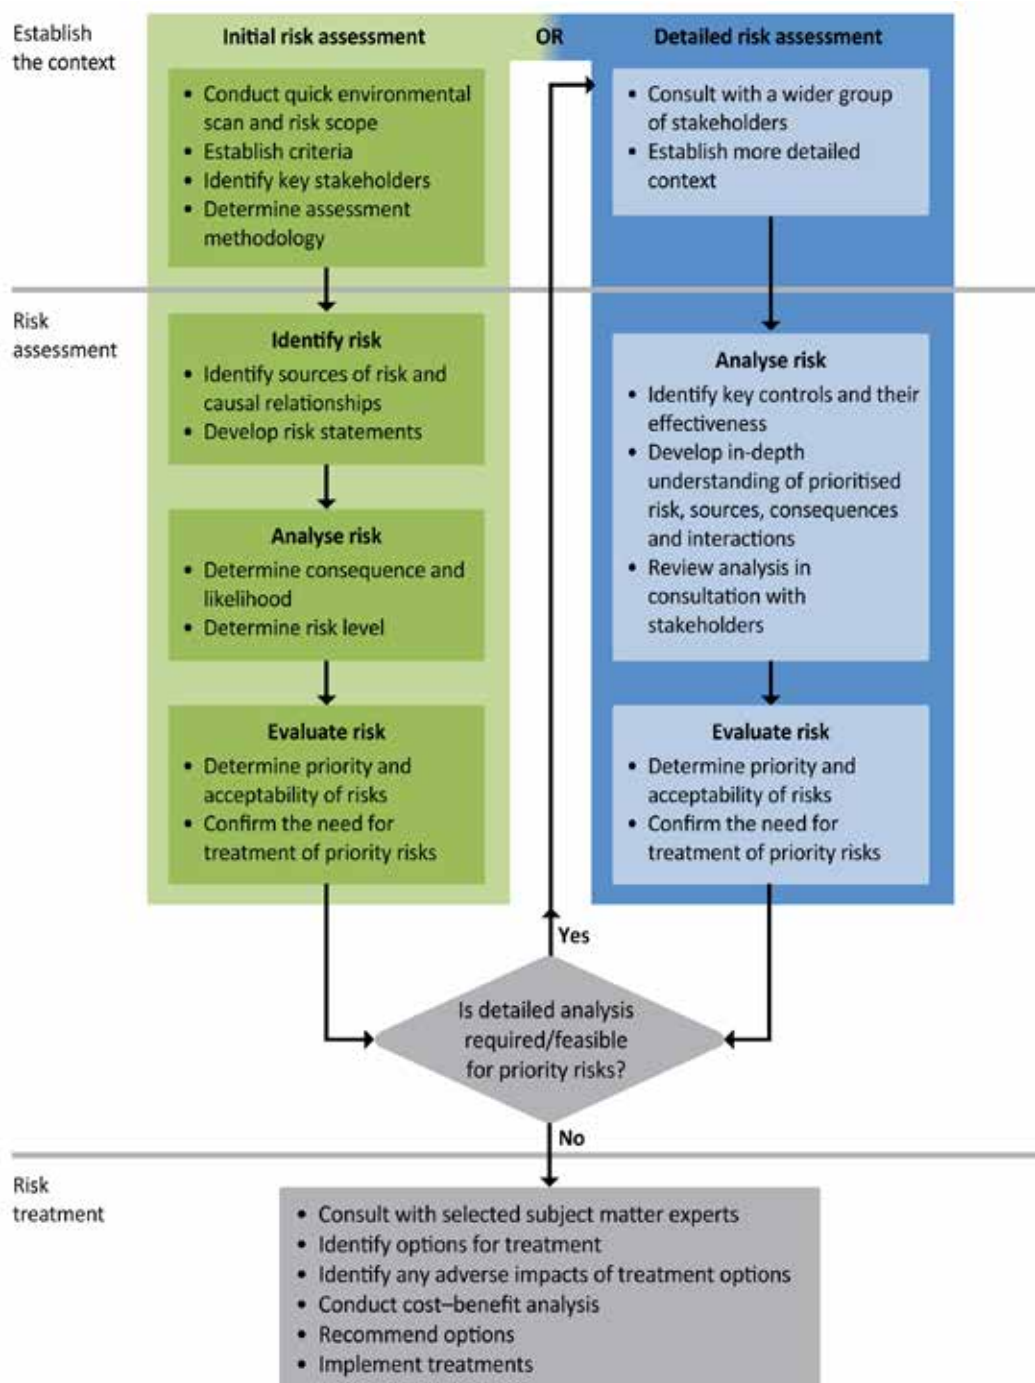 Establish
the context
Initial risk assessment
OR
Detailed risk assessment
• Conduct quick environmental
scan and risk scope
• Establish criteria
• Identify key stakeholders
• Determine assessment
methodology
• Consult with a wider group
of stakeholders
• Establish more detailed
context
Risk
assessment
Identify risk
• Identify sources of risk and
causal relationships
• Develop risk statements
Analyse risk
• Determine consequence and
likelihood
• Determine risk level
Evaluate risk
• Determine priority and
acceptability of risks
• Confirm the need for
treatment of priority risks
Analyse risk
• Identify key controls and their
effectiveness
• Develop in-depth
understanding of prioritised
risk, sources, consequences
and interactions
• Review analysis in
consultation with
stakeholders
Evaluate risk
• Determine priority and
acceptability of risks
• Confirm the need for
treatment of priority risks
Yes
Is detailed analysis
required/feasible
for priority risks?
No
Risk
treatment
• Consult with selected subject matter experts
• Identify options for treatment
• Identify any adverse impacts of treatment options
• Conduct cost–benefit analysis
• Recommend options
• Implement treatments